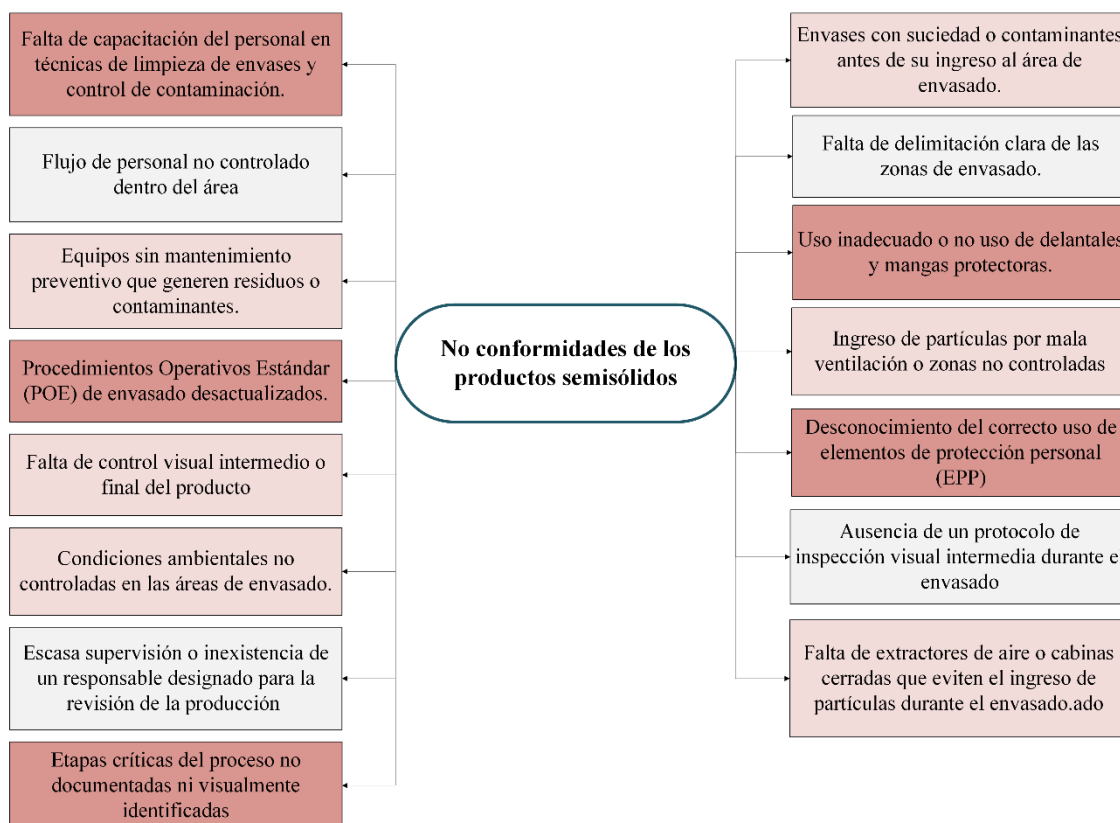 Falta de capacitación del personal en
técnicas de limpieza de envases y
control de contaminación.
Flujo de personal no controlado
dentro del área
Equipos sin mantenimiento
preventivo que generen residuos o
contaminantes.
Procedimientos Operativos Estándar
(POE) de envasado desactualizados.
Falta de control visual intermedio o
final del producto
Condiciones ambientales no
controladas en las áreas de envasado.
Escasa supervisión o inexistencia de
un responsable designado para la
revisión de la producción
Etapas críticas del proceso no
documentadas ni visualmente
identificadas
No conformidades de los
productos semisólidos
Envases con suciedad o contaminantes
antes de su ingreso al área de
envasado.
Falta de delimitación clara de las
zonas de envasado.
Uso inadecuado o no uso de delantales
y mangas protectoras.
Ingreso de partículas por mala
ventilación o zonas no controladas
Desconocimiento del correcto uso de
elementos de protección personal
(EPP)
Ausencia de un protocolo de
inspección visual intermedia durante e
envasado
Falta de extractores de aire o cabinas
cerradas que eviten el ingreso de
partículas durante el envasado.ado